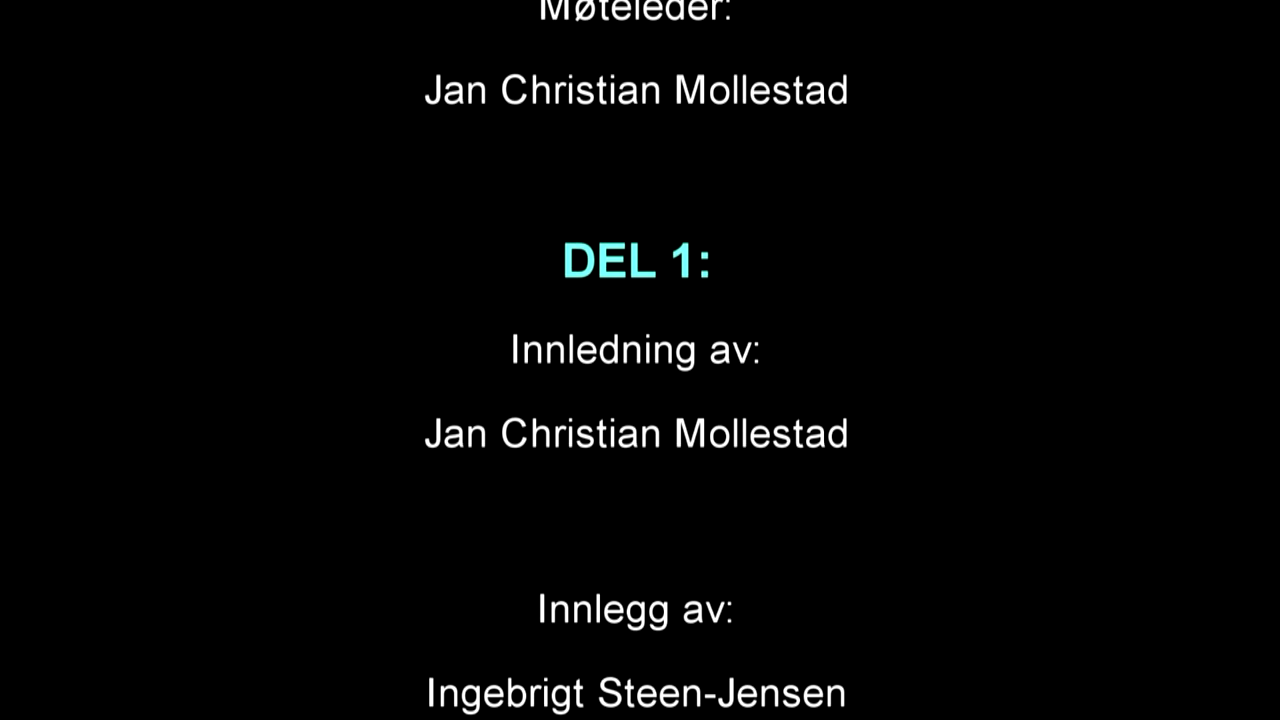 Møteleder:
Jan Christian Mollestad
DEL 1:
Innledning av:
Jan Christian Mollestad
Innlegg av:
Ingebrigt Steen-Jensen